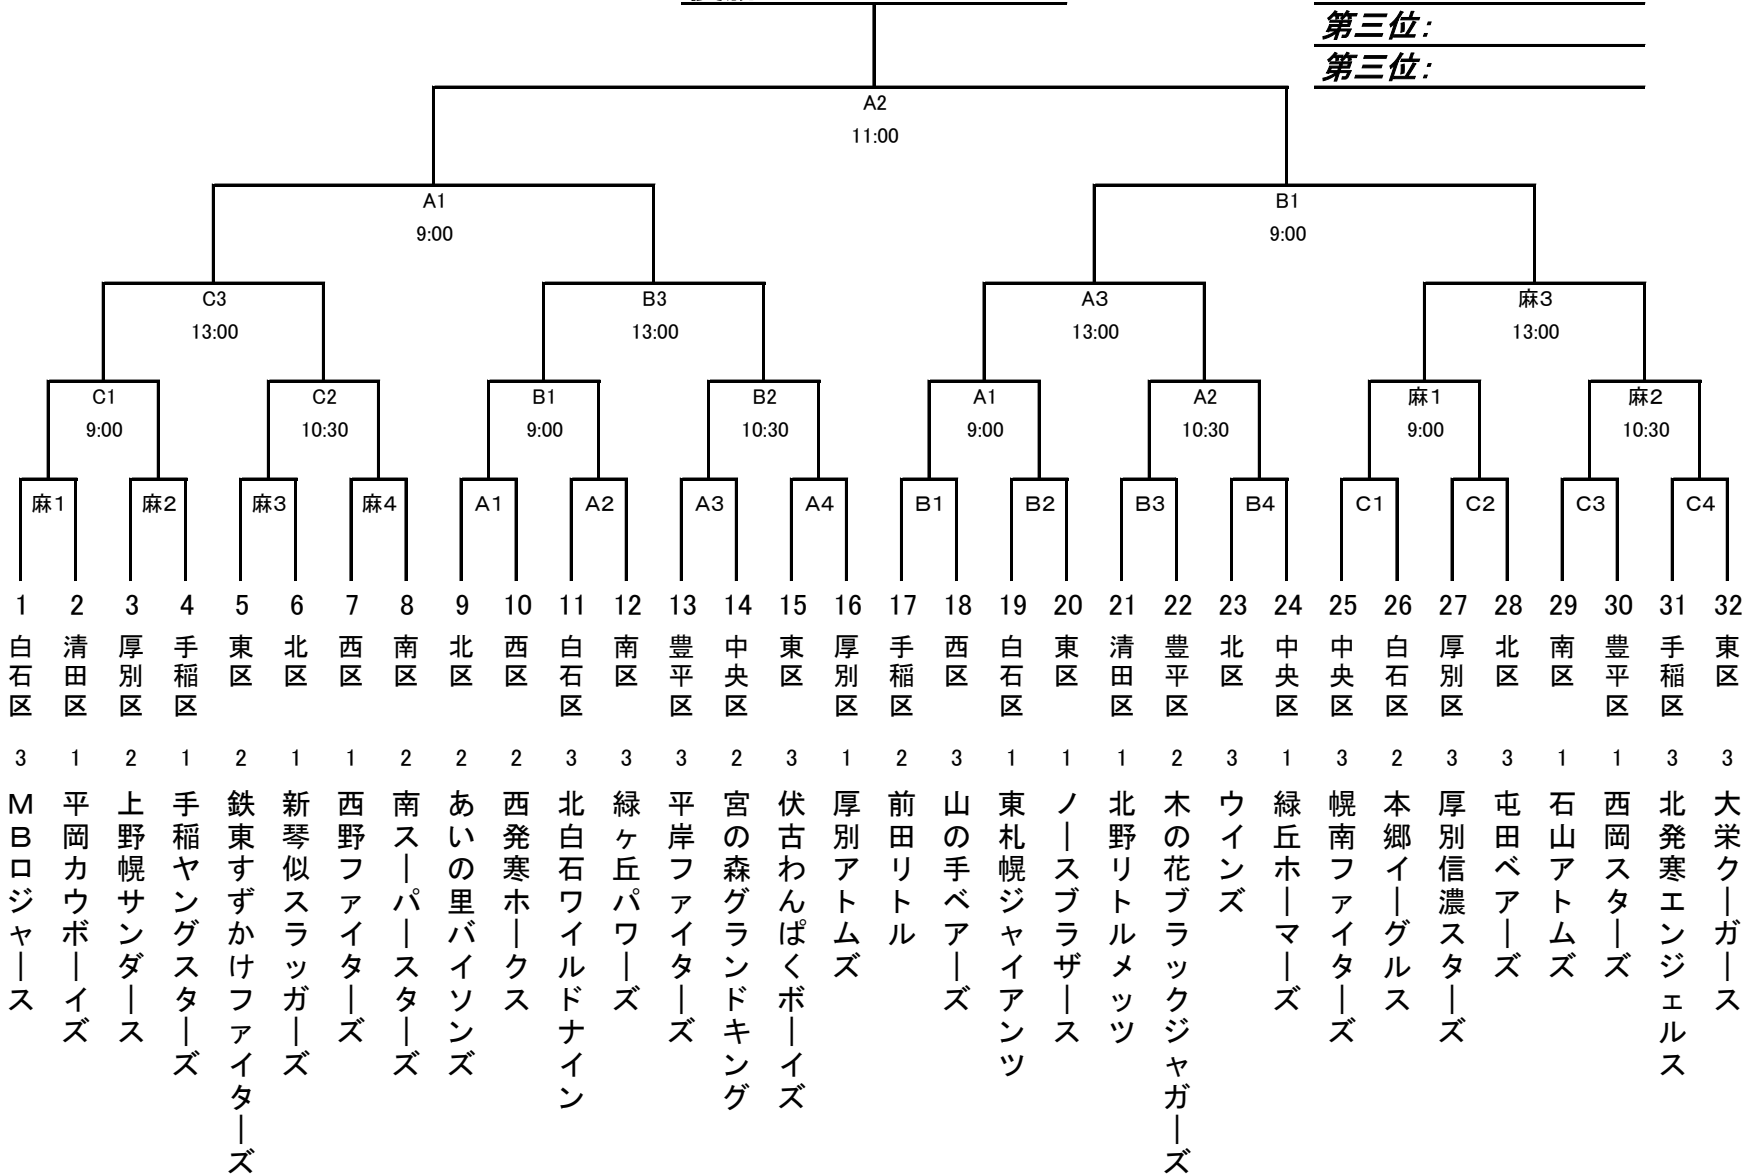 第三位:
第三位:
A2
11:00
A1
9:00
B1
9:00
C3
13:00
B3
13:00
A3
13:00
麻3
13:00
C1
9:00
C2
10:30
B1
9:00
B2
10:30
A1
9:00
A2
10:30
麻1
9:00
麻2
10:30
麻1 麻2 麻3 麻4 A1 A2 A3 A4 B1 B2 B3 B4 C1 C2 C3 C4
1 2 3 4 5 6 7 8 9 10 11 12 13 14 15 16 17 18 19 20 21 22 23 24 25 26 27 28 29 30 31 32
白石区 清田区 厚別区 手稲区 東区 北区 西区 南区 北区 西区 白石区 南区 豊平区 中央区 東区 厚別区 手稲区 西区 白石区 東区 清田区 豊平区 北区 中央区 中央区 白石区 厚別区 北区 南区 豊平区 手稲区 東区
3 1 2 1 2 1 1 2 2 2 3 3 3 2 3 1 2 3 1 1 1 2 3 1 3 2 3 3 1 1 3 3
MBロジャース
平岡カウボーイズ
上野幌サンダース
手稲ヤングスターズ
鉄東すずかけファイターズ
新琴似スラッガーズ
西野ファイターズ
南スーパースターズ
あいの里バイソンズ
西発寒ホークス
北白石ワイルドナイン
緑ヶ丘パワーズ
平岸ファイターズ
宮の森グランドキング
伏古わんぱくボーイズ
厚別アトムズ
前田リトル
山の手ベアーズ
東札幌ジャイアンツ
ノースブラザース
北野リトルメッツ
木の花ブラックジャガーズ
ウインズ
緑丘ホーマーズ
幌南ファイターズ
本郷イーグルス
厚別信濃スターズ
屯田ベアーズ
石山アトムズ
西岡スターズ
北発寒エンジェルス
大栄クーガース